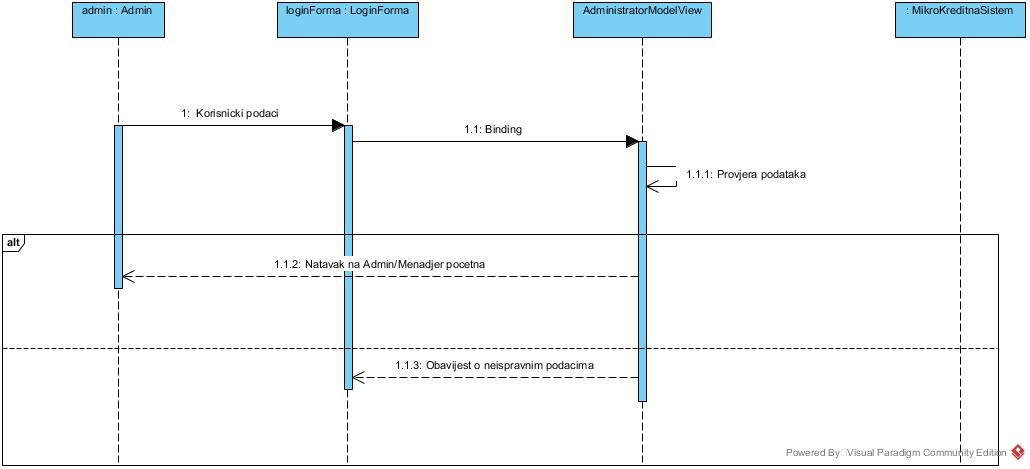 admin : Admin
loginForma : LoginForma
AdministratorModelView
: MikroKreditnaSistem
1: Korisnicki podaci
1.1: Binding
1.1.1: Provjera podataka
alt
1.1.2: Natavak na Admin/Menadjer pocetna
1.1.3: Obavijest o neispravnim podacima
Powered By Visual Paradigm Community Edition